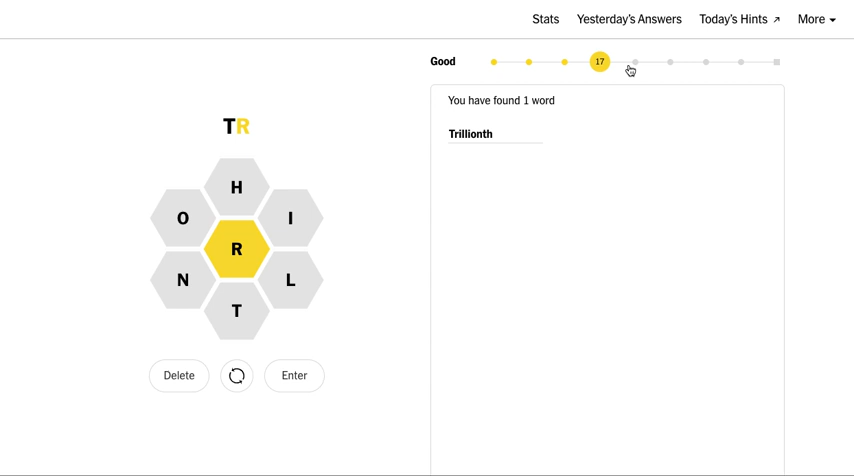 Stats Yesterday's Answers Today's Hints More
Good 17
You have found 1 word
Trillionth
TR
H
O I
R
N L
T
Delete Enter